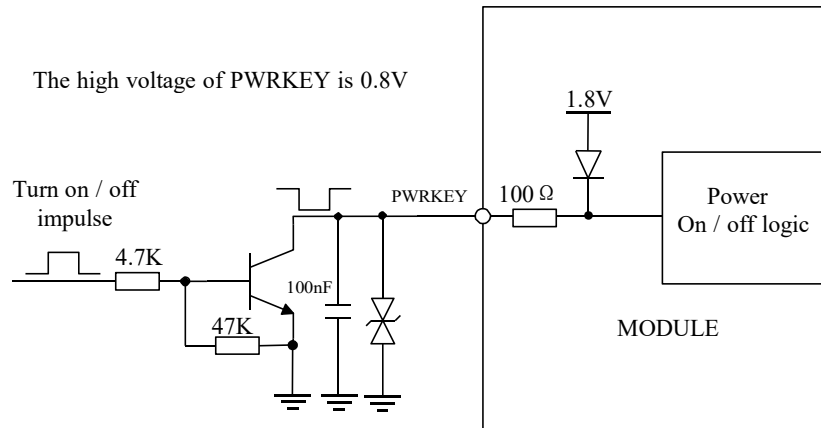 The high voltage of PWRKEY is 0.8V
1.8V
Turn on / off
impulse
PWRKEY
100 Ω
Power
On / off logic
4.7K
100nF
47K
MODULE